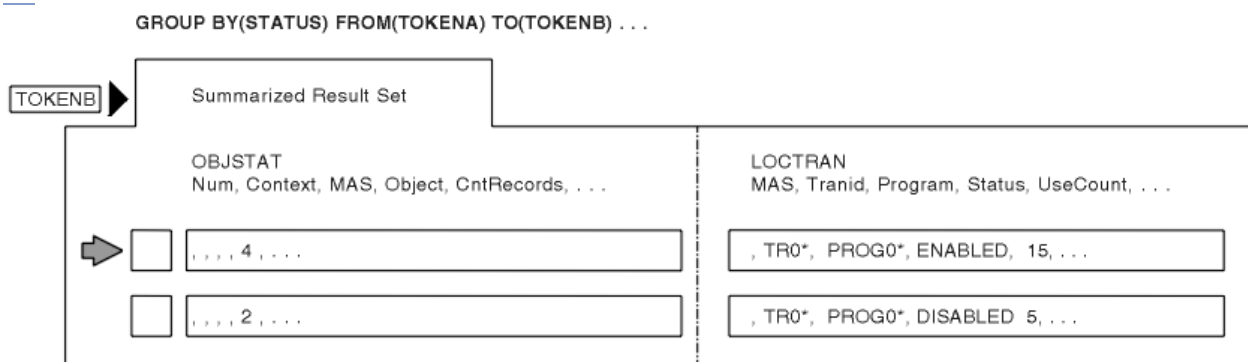 GROUP BY(STATUS) FROM(TOKENA) TO(TOKENB) . . .
TOKENB
Summarized Result Set
OBJSTAT
Num, Context, MAS, Object, CntRecords, . . .
LOCTRAN
MAS, Tranid, Program, Status, UseCount, . . .
, , , , 4 , . . .
, TR0*, PROG0*, ENABLED, 15, . . .
, , , , 2 , . . .
, TR0*, PROG0*, DISABLED 5, . . .